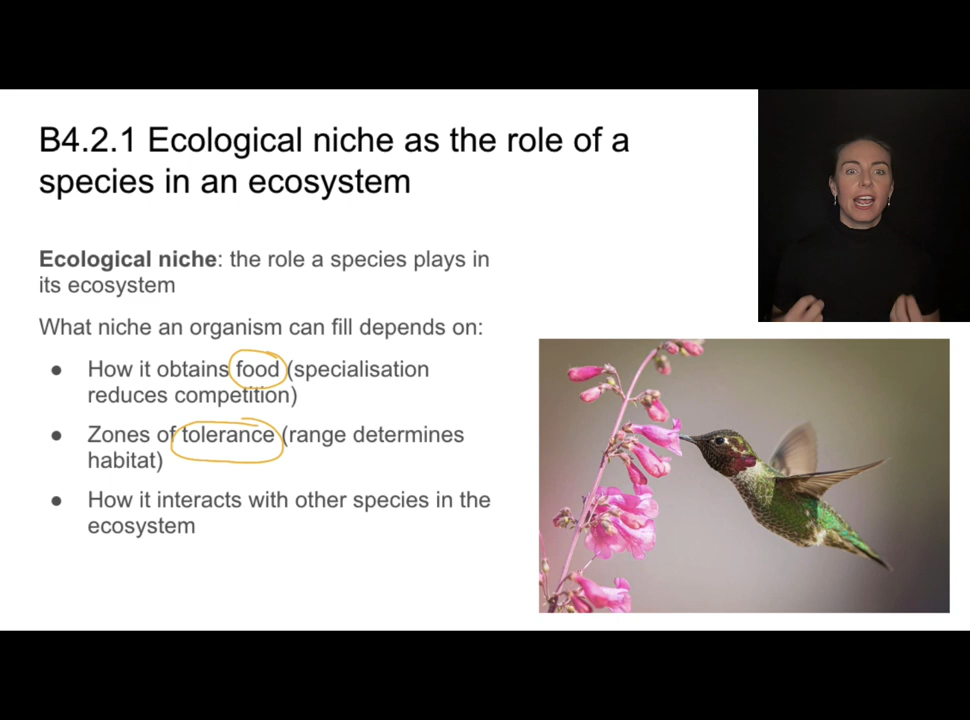 B4.2.1 Ecological niche as the role of a
species in an ecosystem
Ecological niche: the role a species plays in
its ecosystem
What niche an organism can fill depends on:
● How it obtains food (specialisation
reduces competition)
● Zones of tolerance (range determines
habitat)
● How it interacts with other species in the
ecosystem